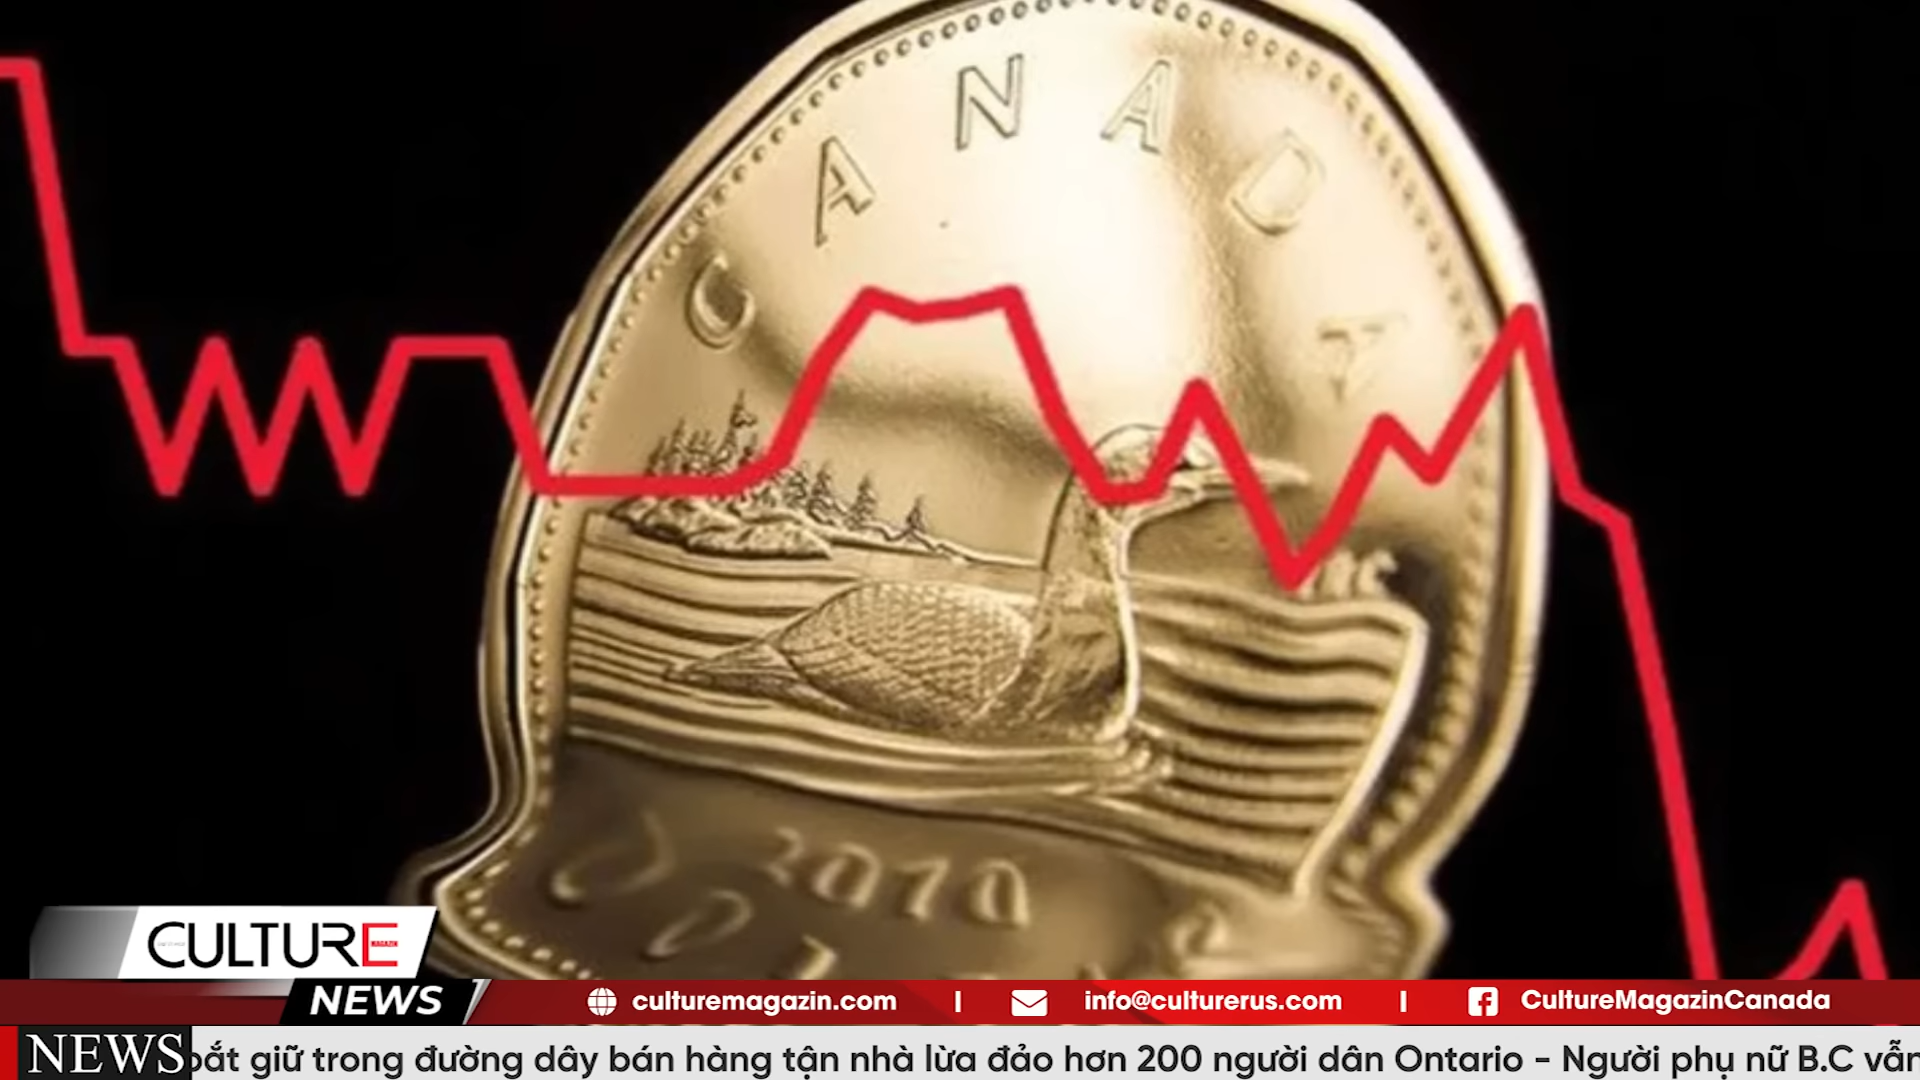 CANADA
2010
CULTURE
NEWS
culturemagazin.com | info@culturerus.com | CultureMagazinCanada
NEWS
bắt giữ trong đường dây bán hàng tận nhà lừa đảo hơn 200 người dân Ontario - Người phụ nữ B.C vẫn